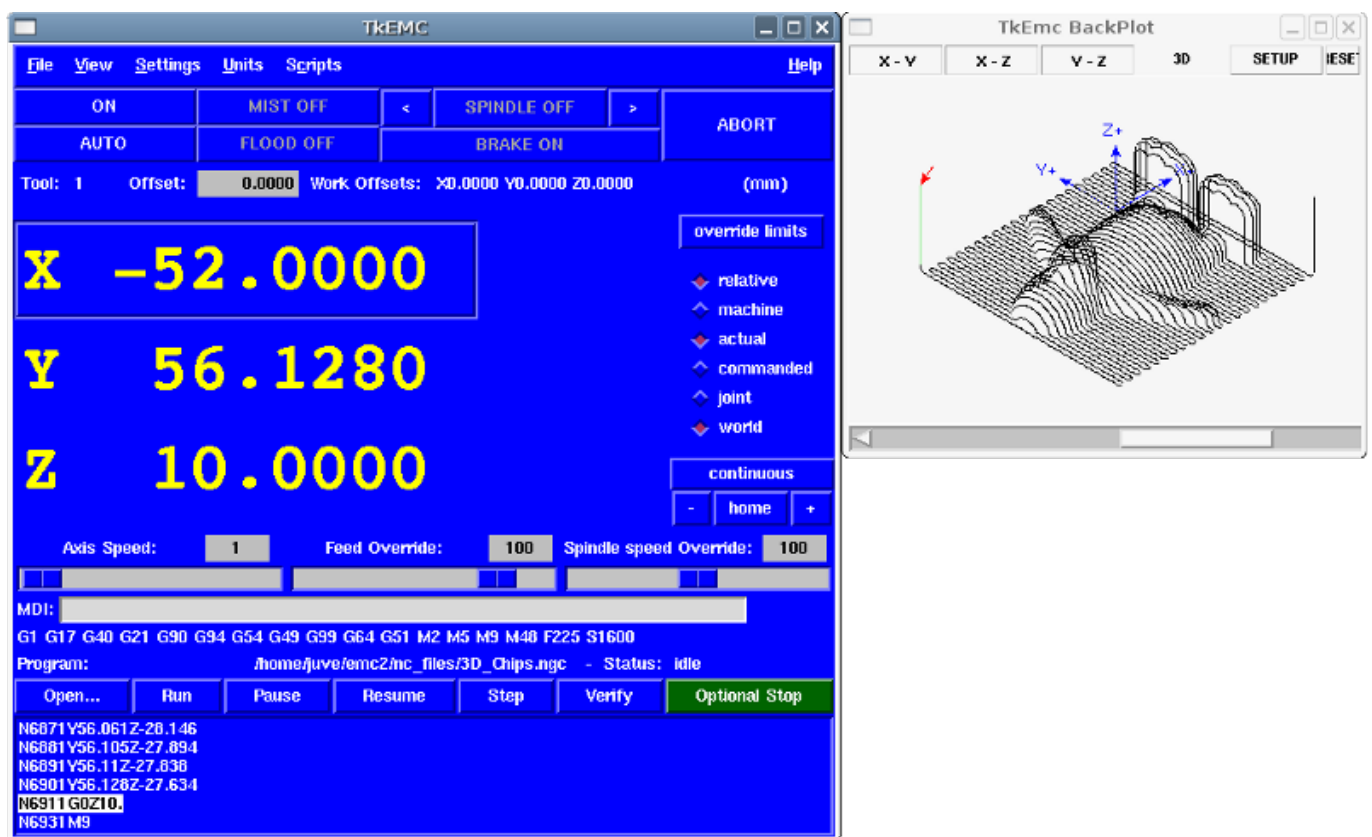 TkEMC
File View Settings Units Scripts Help
ON MIST OFF < SPINDLE OFF > ABORT
AUTO FLOOD OFF BRAKE ON
Tool: 1 Offset: 0.0000 Work Offsets: X0.0000 Y0.0000 Z0.0000 (mm)
override limits
X -52.0000
relative
machine
Y 56.1280
actual
commanded
joint
world
Z 10.0000
continuous
- home +
Axis Speed: 1 Feed Override: 100 Spindle speed Override: 100
MDI:
G1 G17 G40 G21 G90 G94 G54 G49 G99 G64 G51 M2 M5 M9 M48 F225 S1600
Program: /home/juve/emc2/nc_files/3D_Chips.ngc - Status: idle
Open... Run Pause Resume Step Verify Optional Stop
N6871Y56.061Z-28.146
N6881Y56.105Z-27.894
N6891Y56.11Z-27.838
N6901Y56.128Z-27.634
N6911G0Z10.
N6931M9
TkEmc BackPlot
X - Y X - Z Y - Z 3D SETUP
Z+
Y+ X+